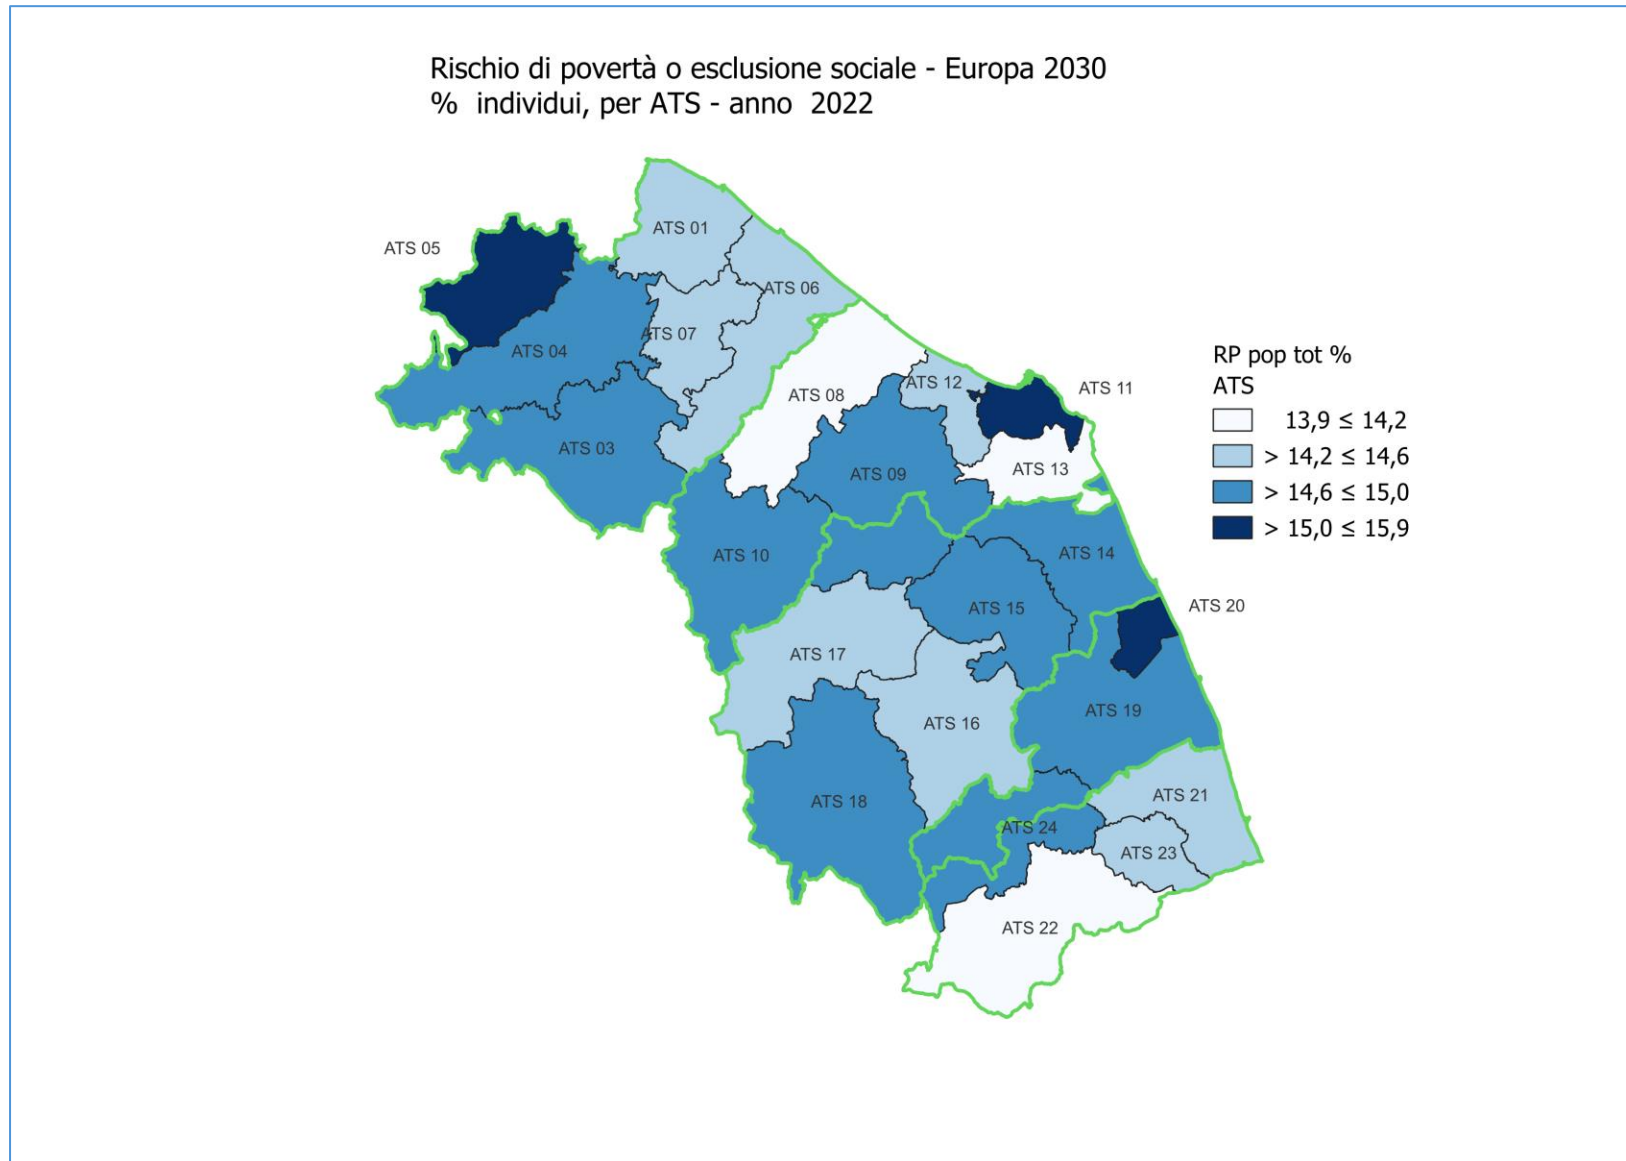 Rischio di povertà o esclusione sociale - Europa 2030
% individui, per ATS - anno 2022
ATS 01
ATS 05
ATS 06
ATS 07
ATS 04
ATS 12
ATS 11
ATS 08
ATS 03
ATS 09
ATS 13
ATS 10
ATS 14
ATS 15
ATS 20
ATS 17
ATS 19
ATS 16
ATS 18
ATS 21
ATS 24
ATS 23
ATS 22
RP pop tot %
ATS
13,9 ≤ 14,2
> 14,2 ≤ 14,6
> 14,6 ≤ 15,0
> 15,0 ≤ 15,9